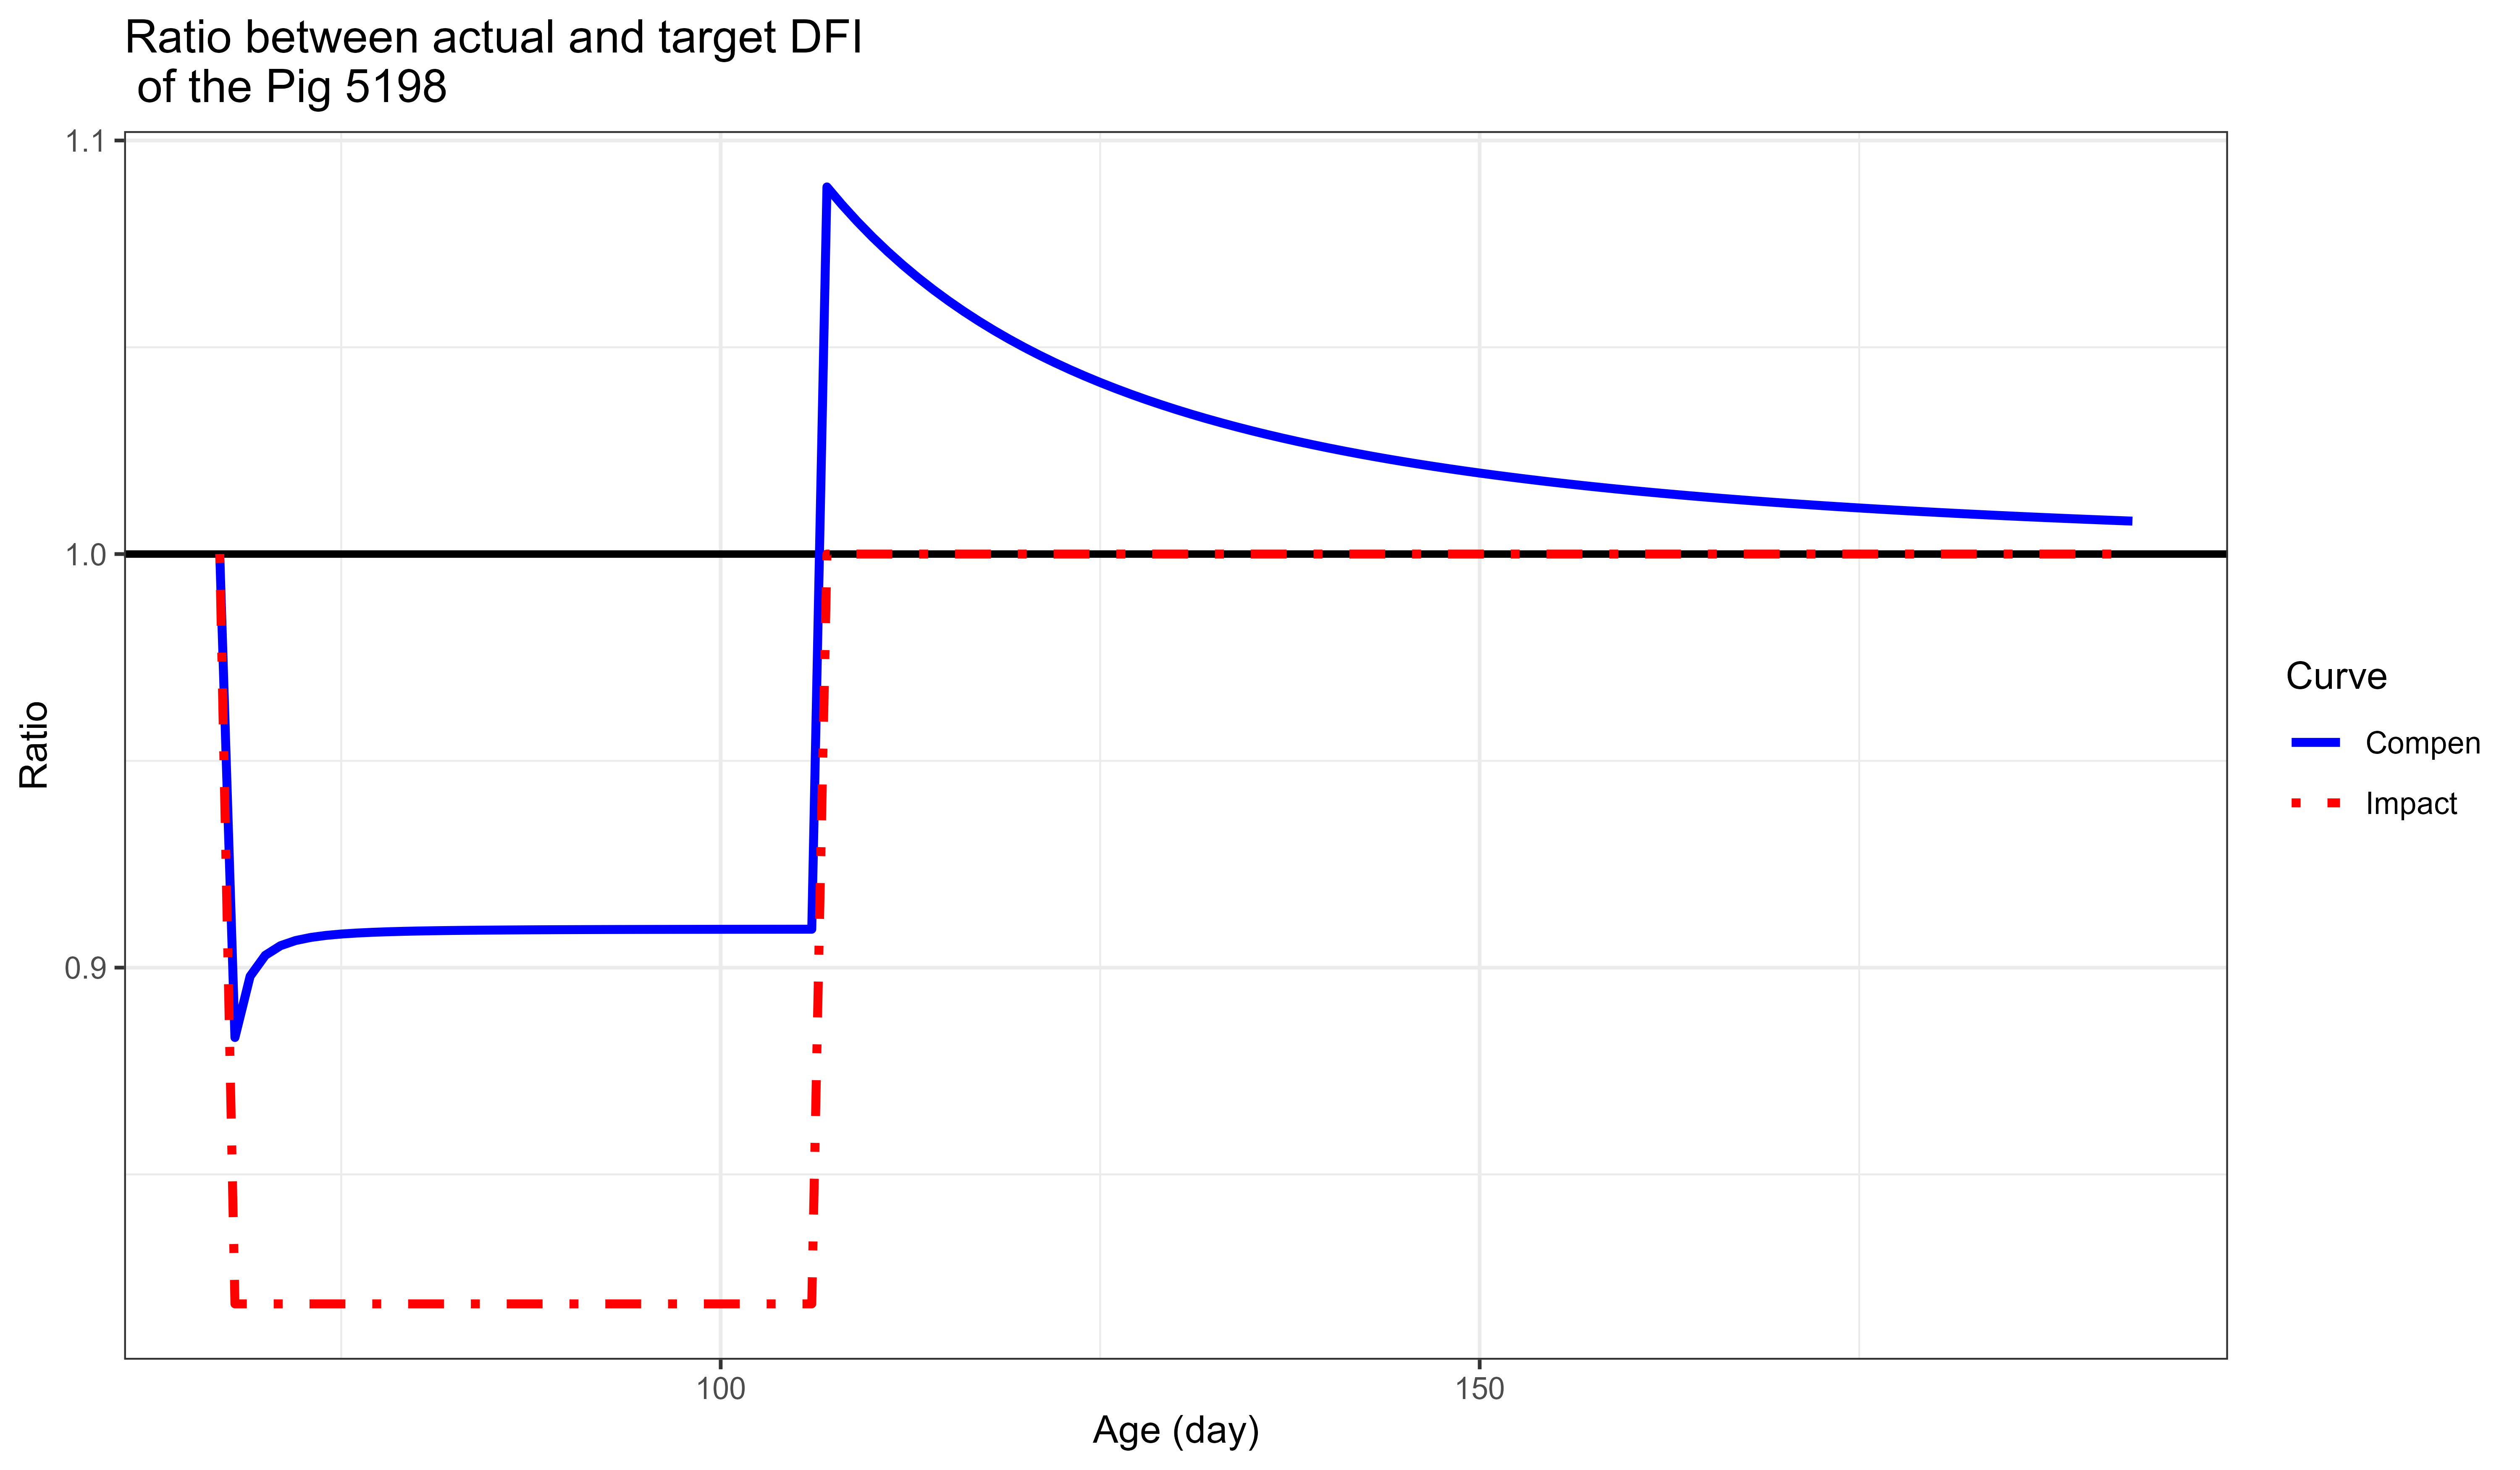 Ratio between actual and target DFI
of the Pig 5198
1.1
1.0
0.9
Ratio
100
150
Age (day)
Curve
Compen
Impact